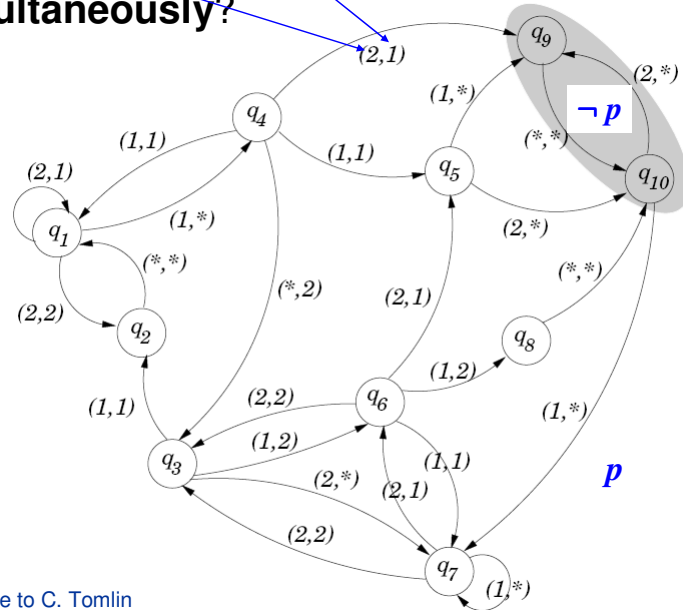 ultaneously?
(2,1)
q9
(2,*)
(1,*)
¬ p
(*,*)
q4
(1,1)
(1,1)
q5
q10
(2,1)
(1,*)
(2,*)
q1
(*,*)
(*,2)
(*,*)
(2,2)
q2
(2,1)
q8
(1,2)
(1,1)
(2,2)
q6
(1,*)
(1,2)
q3
(2,*)
(2,1)
(1,1)
p
(2,2)
q7
(1,*)
e to C. Tomlin